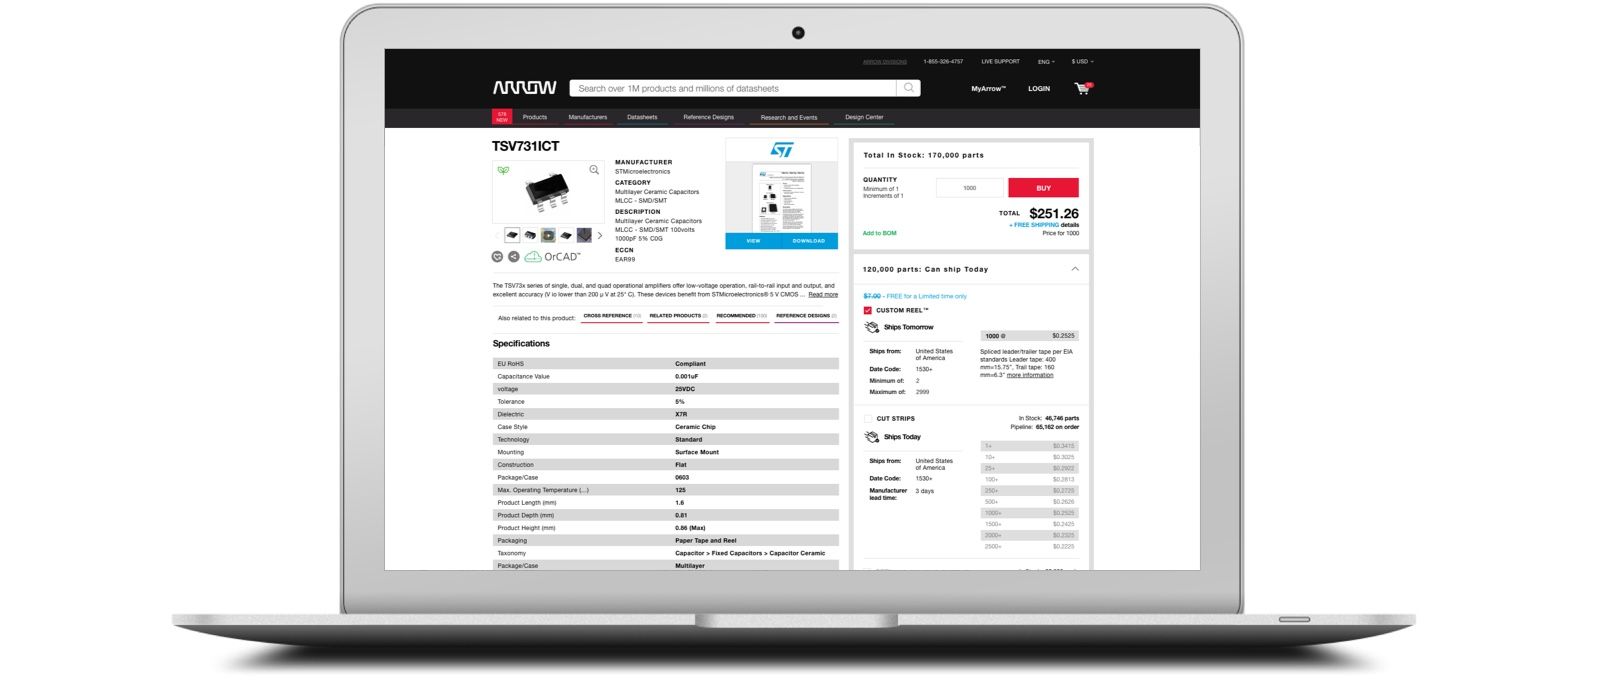 ARROW DIVISIONS 1-855-326-4757 LIVE SUPPORT ENG $ USD
ARROW Search over 1M products and millions of datasheets MyArrow™ LOGIN
576 NEW Products Manufacturers Datasheets Reference Designs Research and Events Design Center
TSV731ICT
MANUFACTURER
STMicroelectronics
CATEGORY
Multilayer Ceramic Capacitors
MLCC - SMD/SMT
DESCRIPTION
Multilayer Ceramic Capacitors
MLCC - SMD/SMT 100volts
1000pF 5% C0G
ECCN
EAR99
OrCAD™
ST
VIEW DOWNLOAD
The TSV73x series of single, dual, and quad operational amplifiers offer low-voltage operation, rail-to-rail input and output, and
excellent accuracy (V io lower than 200 µ V at 25° C). These devices benefit from STMicroelectronics® 5 V CMOS ... Read more
Also related to this product: CROSS REFERENCE (10) RELATED PRODUCTS (2) RECOMMENDED (100) REFERENCE DESIGNS (2)
Specifications
EU RoHS Compliant
Capacitance Value 0.001uF
voltage 25VDC
Tolerance 5%
Dielectric X7R
Case Style Ceramic Chip
Technology Standard
Mounting Surface Mount
Construction Flat
Package/Case 0603
Max. Operating Temperature (...) 125
Product Length (mm) 1.6
Product Depth (mm) 0.81
Product Height (mm) 0.86 (Max)
Packaging Paper Tape and Reel
Taxonomy Capacitor > Fixed Capacitors > Capacitor Ceramic
Package/Case Multilayer
Total In Stock: 170,000 parts
QUANTITY
Minimum of 1
Increments of 1
1000 BUY
TOTAL $251.26
+ FREE SHIPPING details
Add to BOM Price for 1000
120,000 parts: Can ship Today
$7.00 - FREE for a Limited time only
CUSTOM REEL™
Ships Tomorrow
Ships from: United States
of America
Date Code: 1530+
Minimum of: 2
Maximum of: 2999
1000 @ $0.2525
Spliced leader/trailer tape per EIA
standards Leader tape: 400
mm=15.75", Trail tape: 160
mm=6.3" more information
CUT STRIPS
In Stock: 46,746 parts
Pipeline: 65,162 on order
Ships Today
Ships from: United States
of America
Date Code: 1530+
Manufacturer
lead time: 3 days
1+ $0.3415
10+ $0.3025
25+ $0.2922
100+ $0.2813
250+ $0.2725
500+ $0.2626
1000+ $0.2525
1500+ $0.2425
2000+ $0.2325
2500+ $0.2225